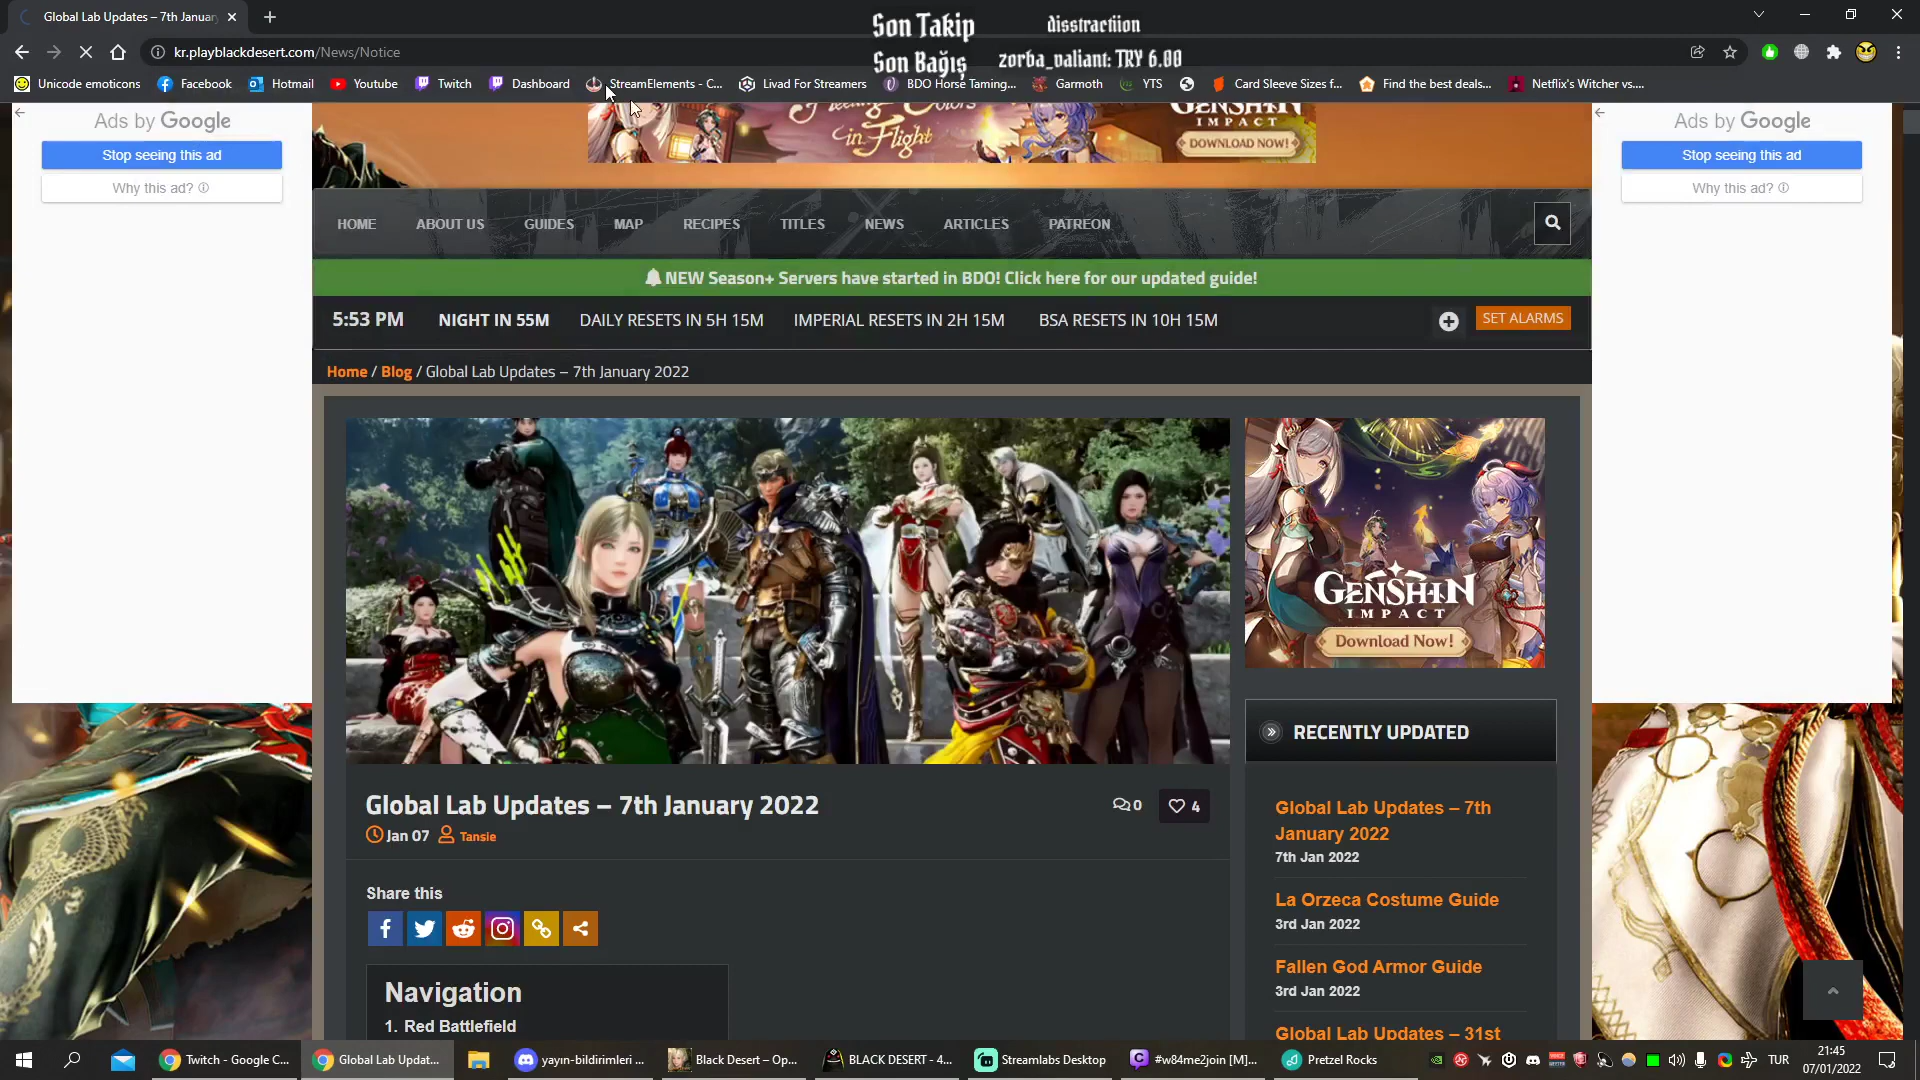 Global Lab Updates – 7th Januar
Son Takip
disstractiion
kr.playblackdesert.com/News/Notice
Son Bağış
zorba_valiant: TRY 6.00
Unicode emoticons
Facebook
Hotmail
Youtube
Twitch
Dashboard
StreamElements - C...
Livad For Streamers
BDO Horse Taming...
Garmoth
YTS
Card Sleeve Sizes f...
Find the best deals...
Netflix's Witcher vs....
Ads by Google
Stop seeing this ad
Why this ad?
in Flight
GENSHIN
IMPACT
DOWNLOAD NOW!
Ads by Google
Stop seeing this ad
Why this ad?
HOME
ABOUT US
GUIDES
MAP
RECIPES
TITLES
NEWS
ARTICLES
PATREON
NEW Season+ Servers have started in BDO! Click here for our updated guide!
5:53 PM
NIGHT IN 55M
DAILY RESETS IN 5H 15M
IMPERIAL RESETS IN 2H 15M
BSA RESETS IN 10H 15M
SET ALARMS
Home / Blog / Global Lab Updates – 7th January 2022
GENSHIN
IMPACT
Download Now!
Global Lab Updates – 7th January 2022
0
4
Jan 07
Tansie
Share this
Navigation
1. Red Battlefield
RECENTLY UPDATED
Global Lab Updates – 7th
January 2022
7th Jan 2022
La Orzeca Costume Guide
3rd Jan 2022
Fallen God Armor Guide
3rd Jan 2022
Global Lab Updates – 31st
Twitch - Google C...
Global Lab Updat...
yayın-bildirimleri ...
Black Desert – Op...
BLACK DESERT - 4...
Streamlabs Desktop
#w84me2join [M]...
Pretzel Rocks
TUR
21:45
07/01/2022